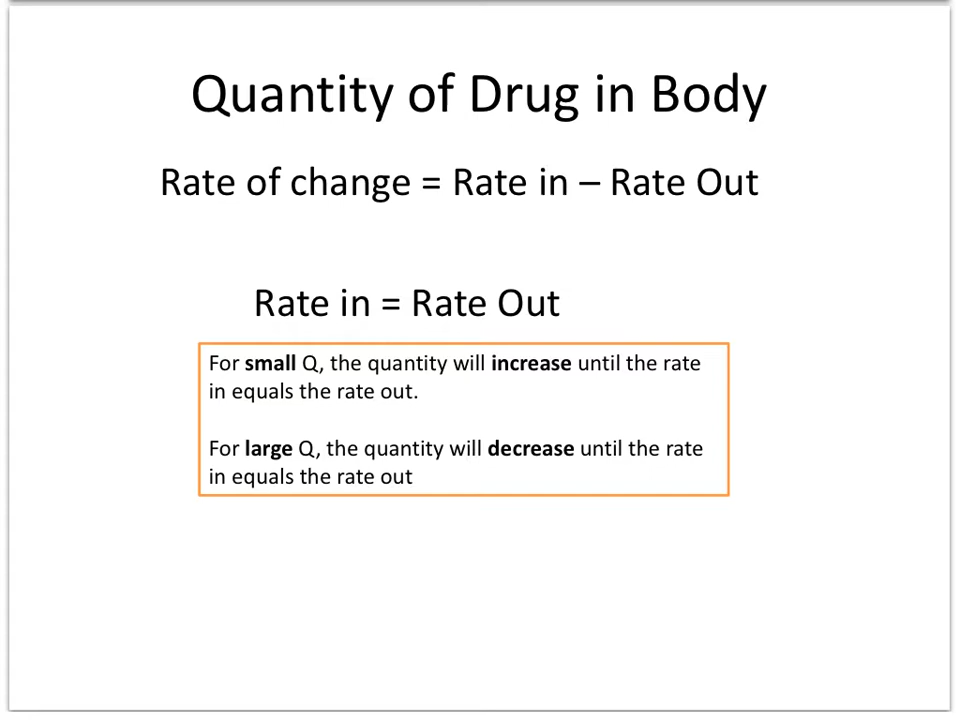 Quantity of Drug in Body
Rate of change = Rate in – Rate Out
Rate in = Rate Out
For small Q, the quantity will increase until the rate
in equals the rate out.
For large Q, the quantity will decrease until the rate
in equals the rate out